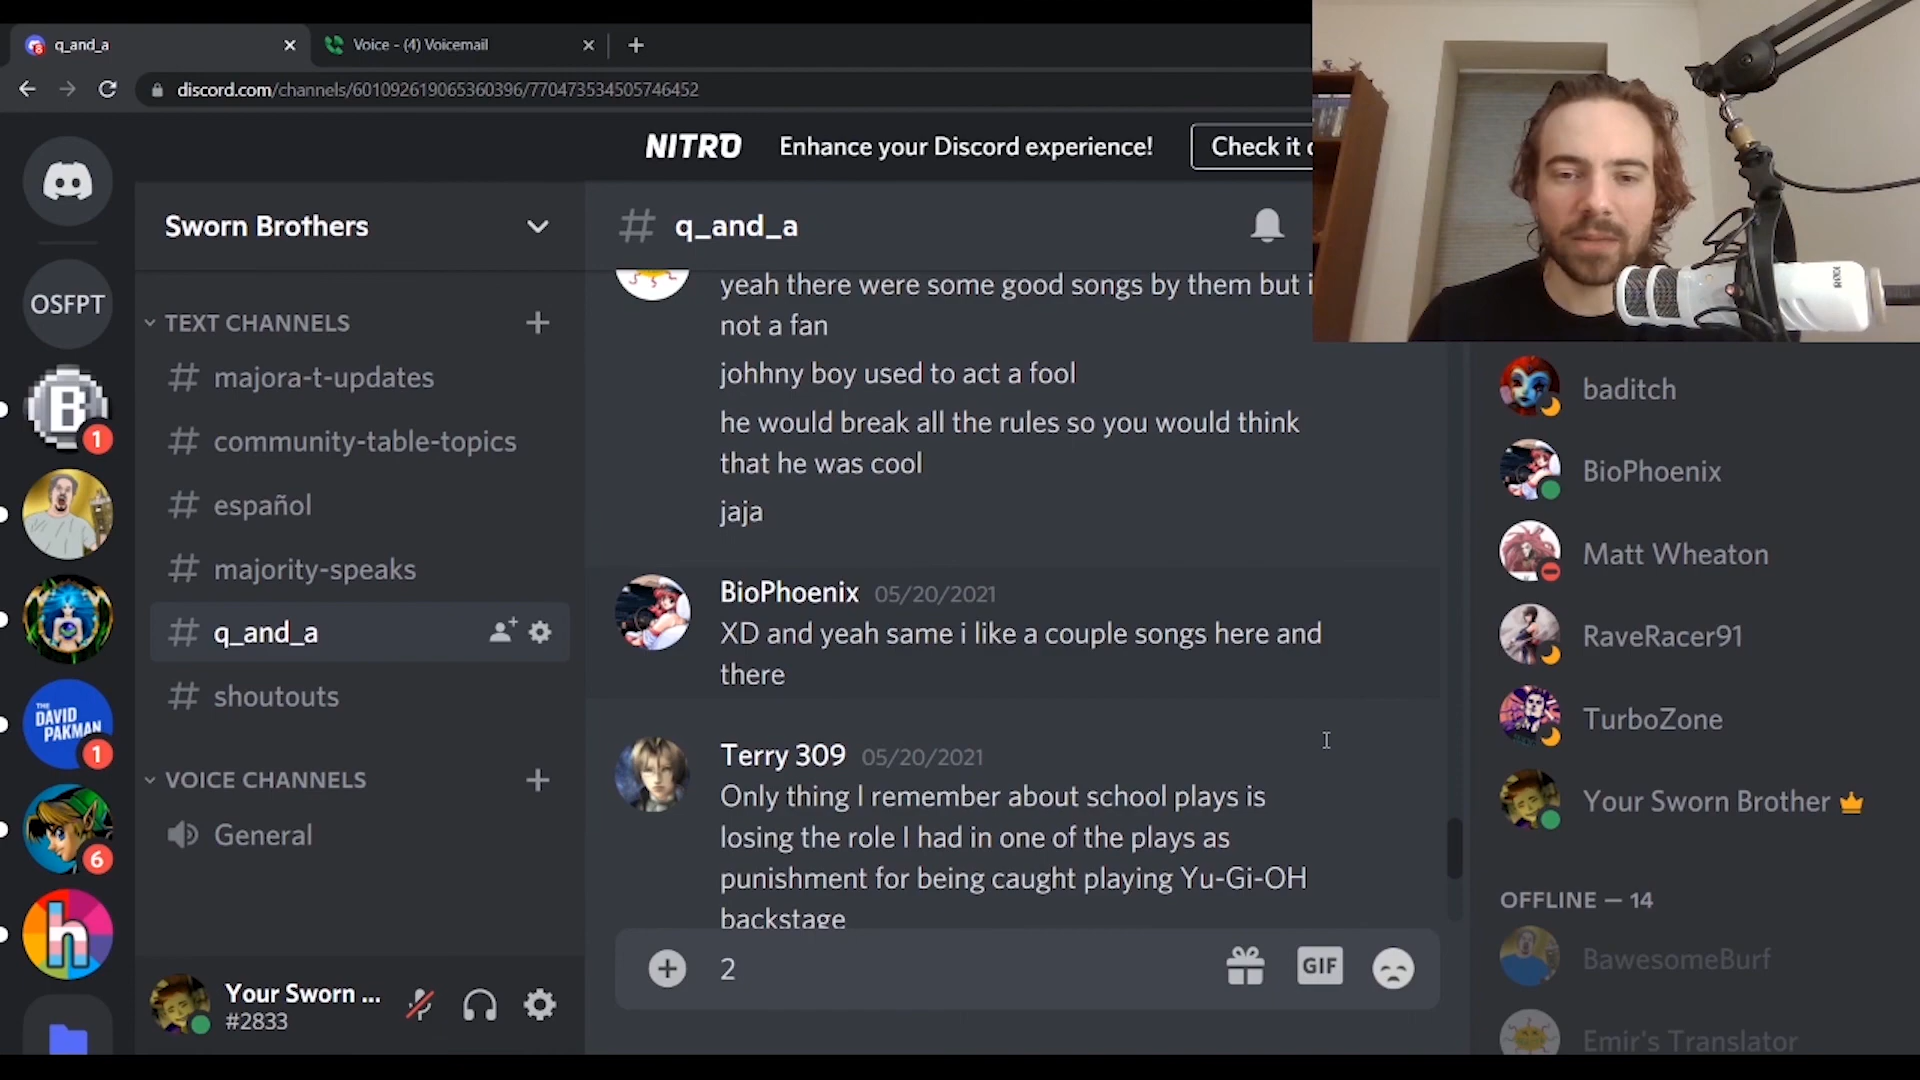 q_and_a
Voice - (4) Voicemail
discord.com/channels/601092619065360396/770473534505746452
NITRO Enhance your Discord experience! Check it
Sworn Brothers
# q_and_a
OSFPT
TEXT CHANNELS
# majora-t-updates
# community-table-topics
# español
# majority-speaks
# q_and_a
# shoutouts
VOICE CHANNELS
General
B
1
THE
DAVID
PAKMAN
1
6
h
Your Sworn ...
#2833
yeah there were some good songs by them but i
not a fan
johhny boy used to act a fool
he would break all the rules so you would think
that he was cool
jaja
BioPhoenix 05/20/2021
XD and yeah same i like a couple songs here and
there
Terry 309 05/20/2021
Only thing I remember about school plays is
losing the role I had in one of the plays as
punishment for being caught playing Yu-Gi-OH
backstage
2
GIF
RODE
baditch
BioPhoenix
Matt Wheaton
RaveRacer91
TurboZone
Your Sworn Brother
OFFLINE — 14
BawesomeBurf
Emir's Translator